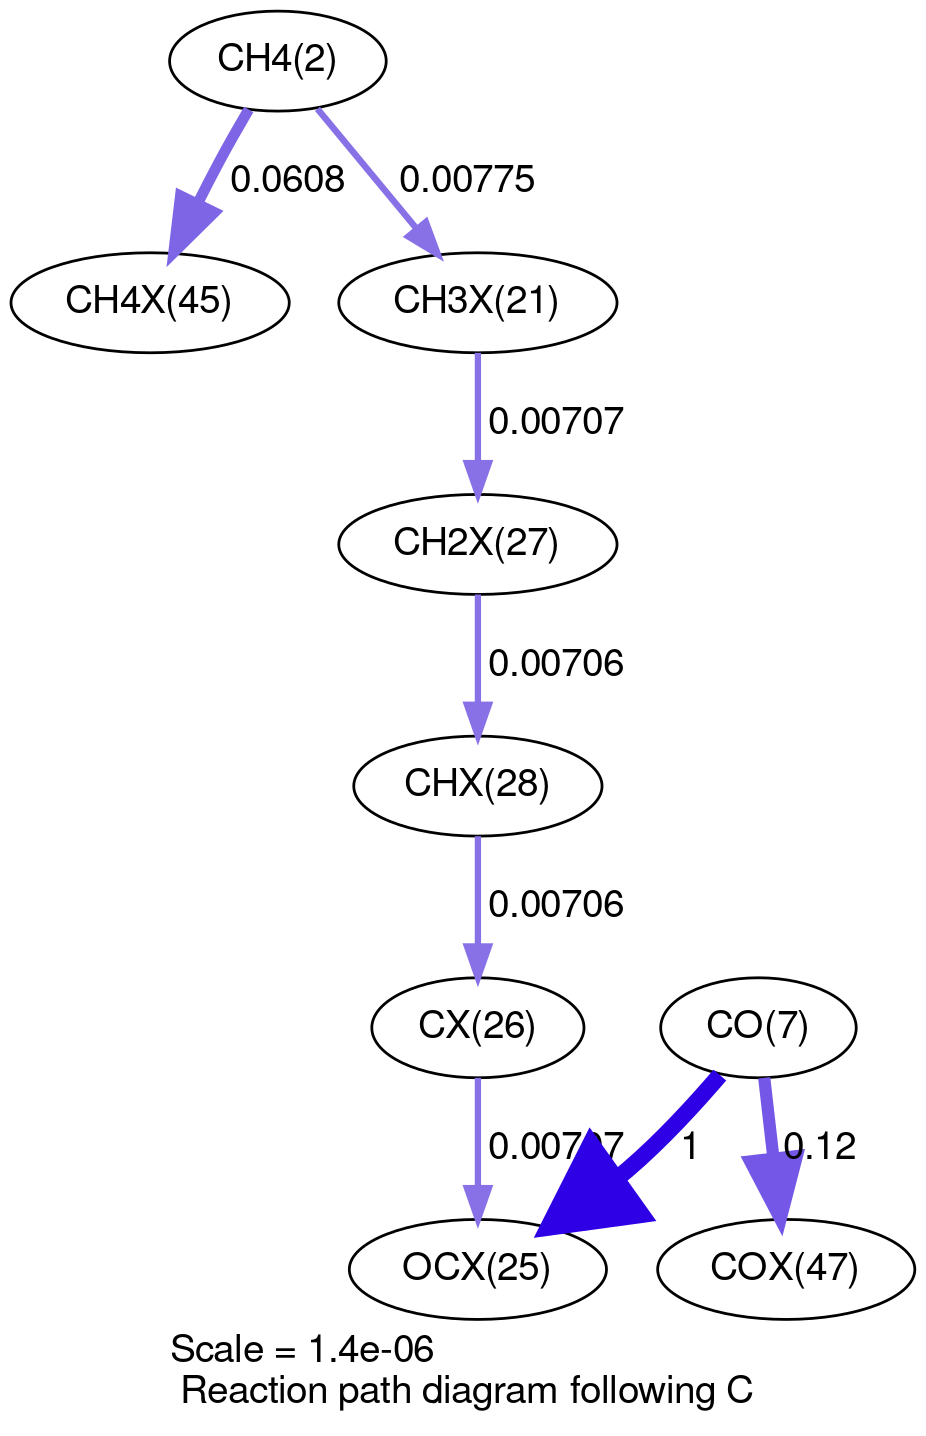 CH4(2)
0.0608
0.00775
CH4X(45)
CH3X(21)
0.00707
CH2X(27)
0.00706
CHX(28)
0.00706
CX(26)
CO(7)
1
0.12
OCX(25)
COX(47)
Scale = 1.4e-06
Reaction path diagram following C